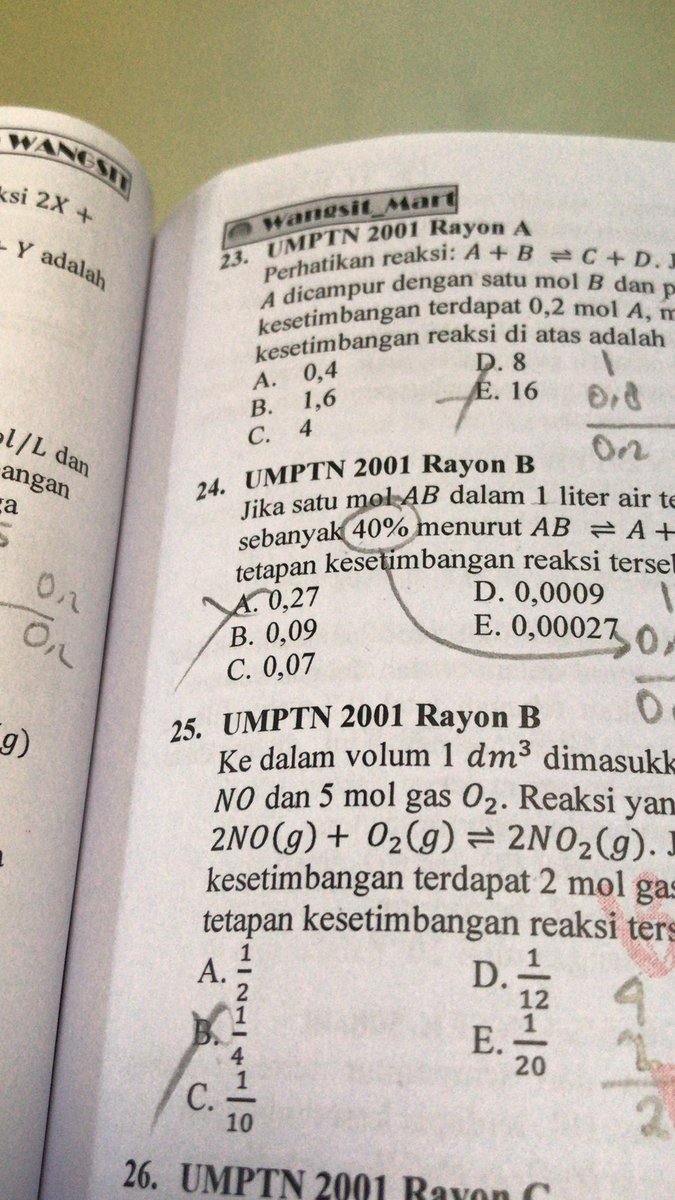 WANGSIT
ksi 2X +
Y adalah
ol/L dan
angan
ga
0,2
0,2
(g)
Wangsit_Mart
23. UMPTN 2001 Rayon A
Perhatikan reaksi: A + B ⇌ C + D.
A dicampur dengan satu mol B dan p
kesetimbangan terdapat 0,2 mol A, m
kesetimbangan reaksi di atas adalah
A. 0,4
D. 8
B. 1,6
E. 16
C. 4
1
0,8
0,2
24. UMPTN 2001 Rayon B
Jika satu mol AB dalam 1 liter air te
sebanyak 40% menurut AB ⇌ A +
tetapan kesetimbangan reaksi terse
A. 0,27
D. 0,0009
B. 0,09
E. 0,00027
C. 0,07
25. UMPTN 2001 Rayon B
Ke dalam volum 1 dm³ dimasukk
NO dan 5 mol gas O₂. Reaksi yan
2NO(g) + O₂(g) ⇌ 2NO₂(g). J
kesetimbangan terdapat 2 mol gas
tetapan kesetimbangan reaksi ters
A. 1/2
D. 1/12
B. 1/4
E. 1/20
C. 1/10
4
2
2
26. UMPTN 2001 Rayon C